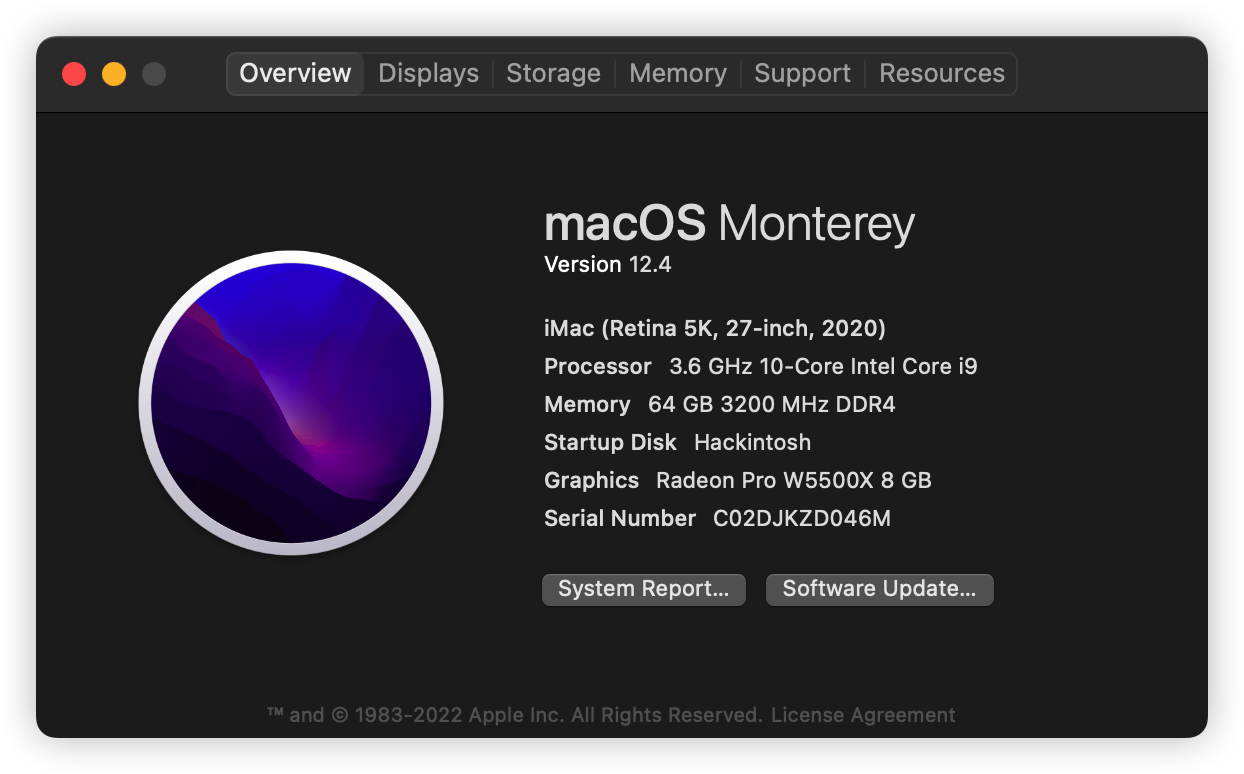 Overview Displays Storage Memory Support Resources
macOS Monterey
Version 12.4
iMac (Retina 5K, 27-inch, 2020)
Processor 3.6 GHz 10-Core Intel Core i9
Memory 64 GB 3200 MHz DDR4
Startup Disk Hackintosh
Graphics Radeon Pro W5500X 8 GB
Serial Number C02DJKZD046M
System Report... Software Update...
™ and © 1983-2022 Apple Inc. All Rights Reserved. License Agreement